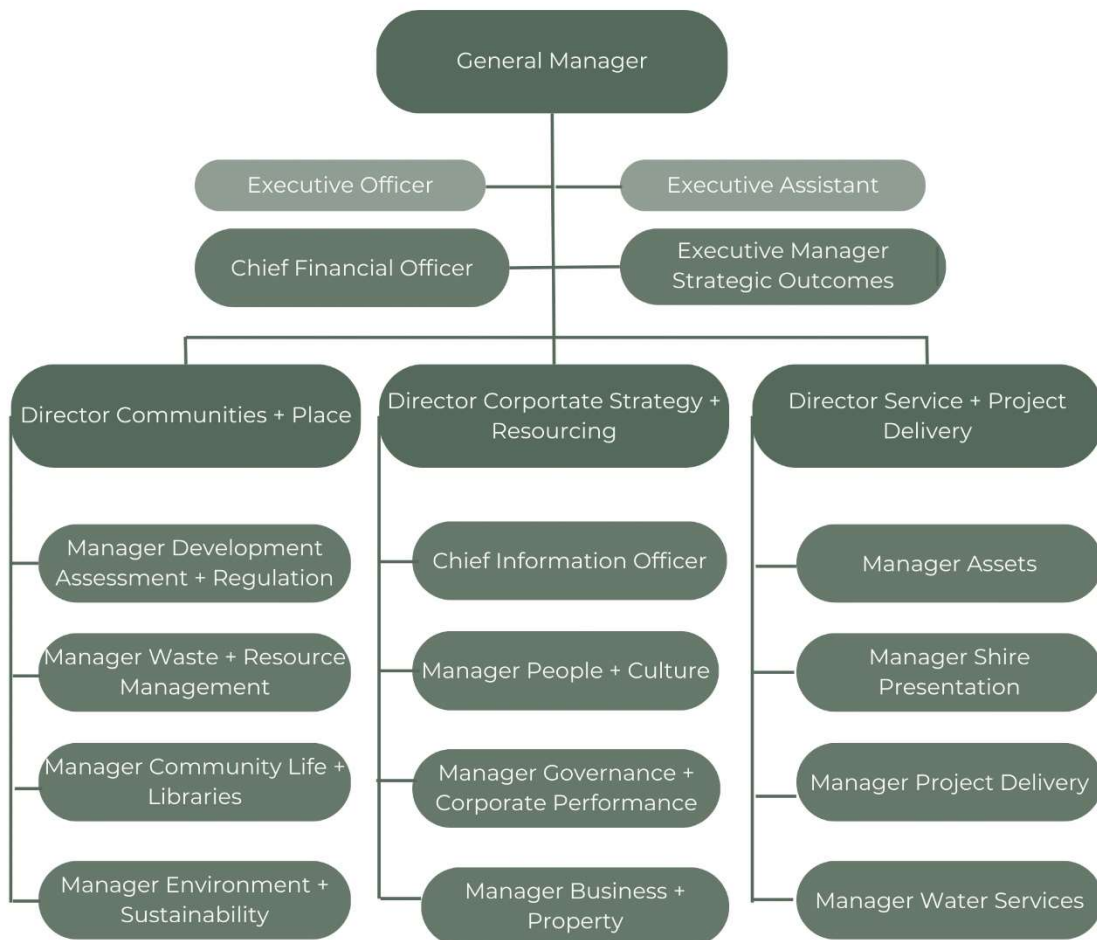 General Manager
Executive Officer
Executive Assistant
Chief Financial Officer
Executive Manager
Strategic Outcomes
Director Communities + Place
Director Corportate Strategy +
Resourcing
Director Service + Project
Delivery
Manager Development
Assessment + Regulation
Chief Information Officer
Manager Assets
Manager Waste + Resource
Management
Manager People + Culture
Manager Shire
Presentation
Manager Community Life +
Libraries
Manager Governance +
Corporate Performance
Manager Project Delivery
Manager Environment +
Sustainability
Manager Business +
Property
Manager Water Services